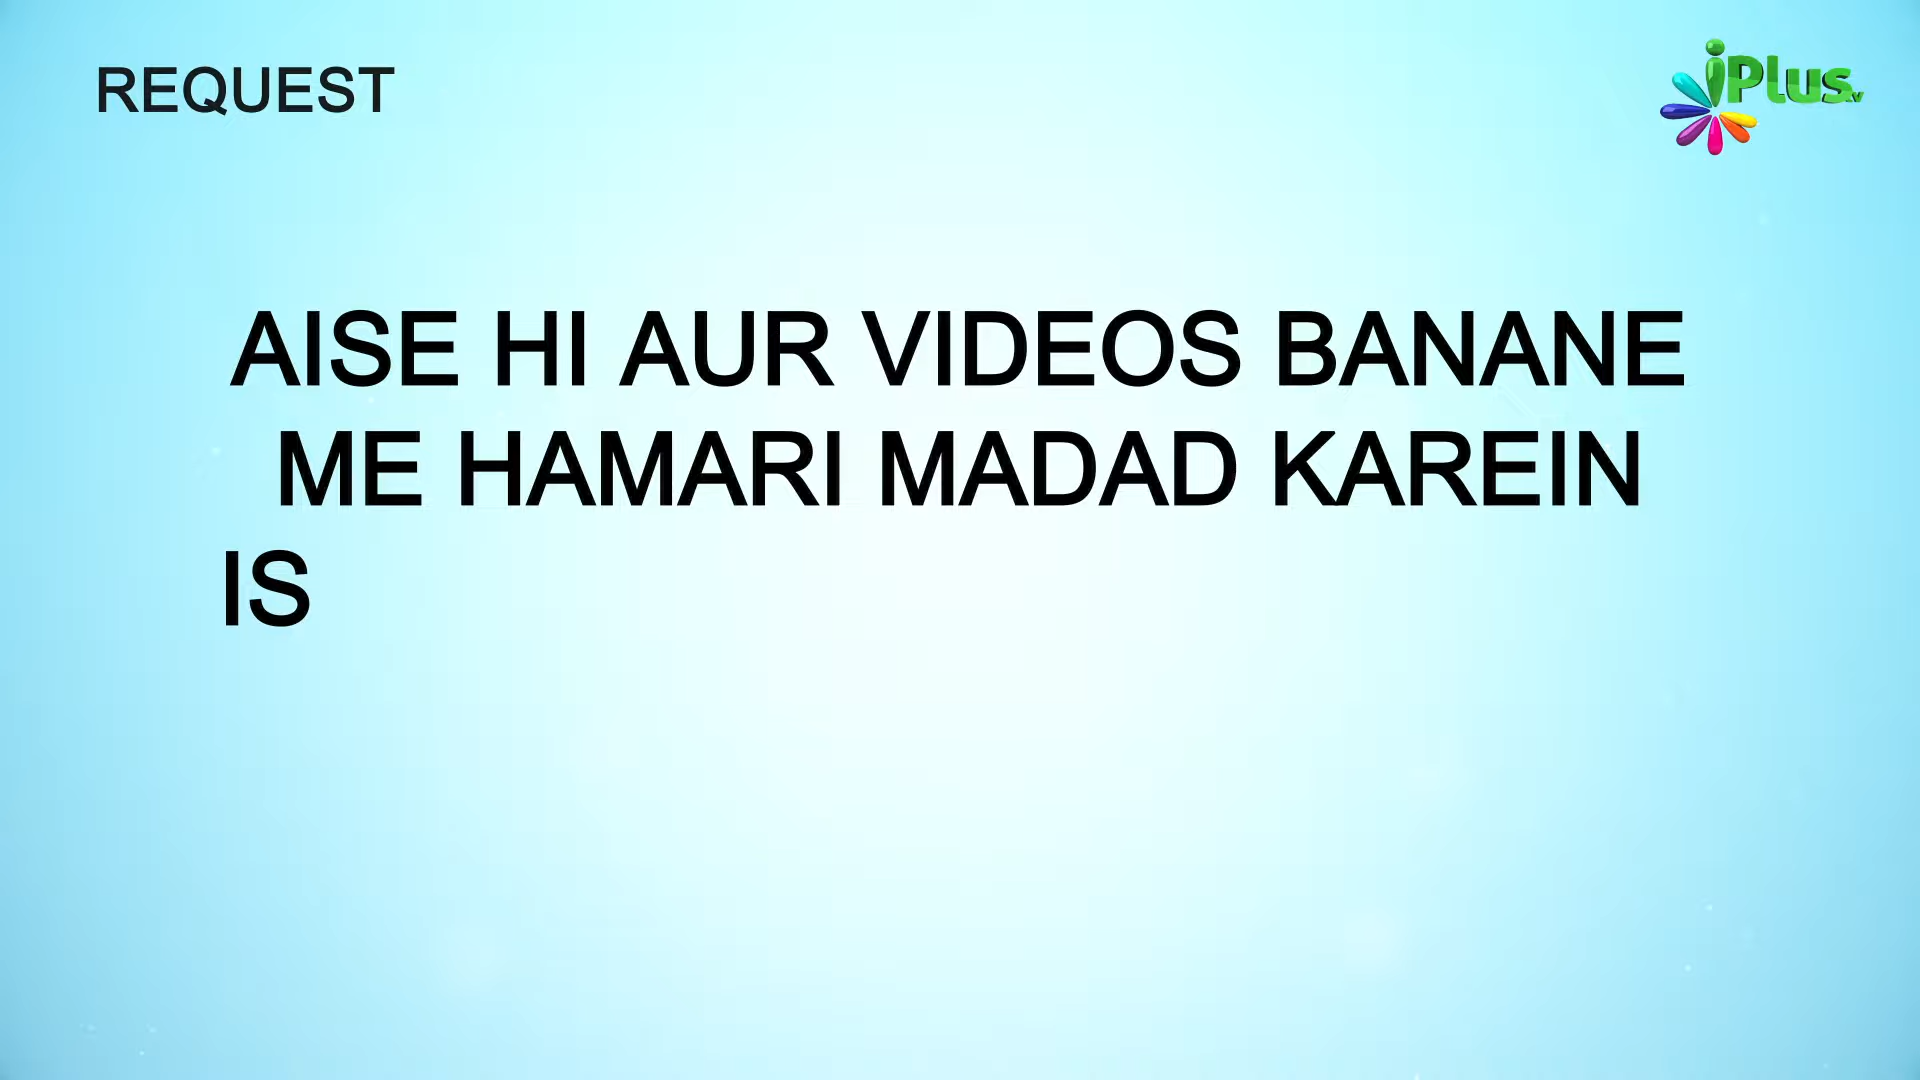 REQUEST
iPlus.tv
AISE HI AUR VIDEOS BANANE
ME HAMARI MADAD KAREIN
IS